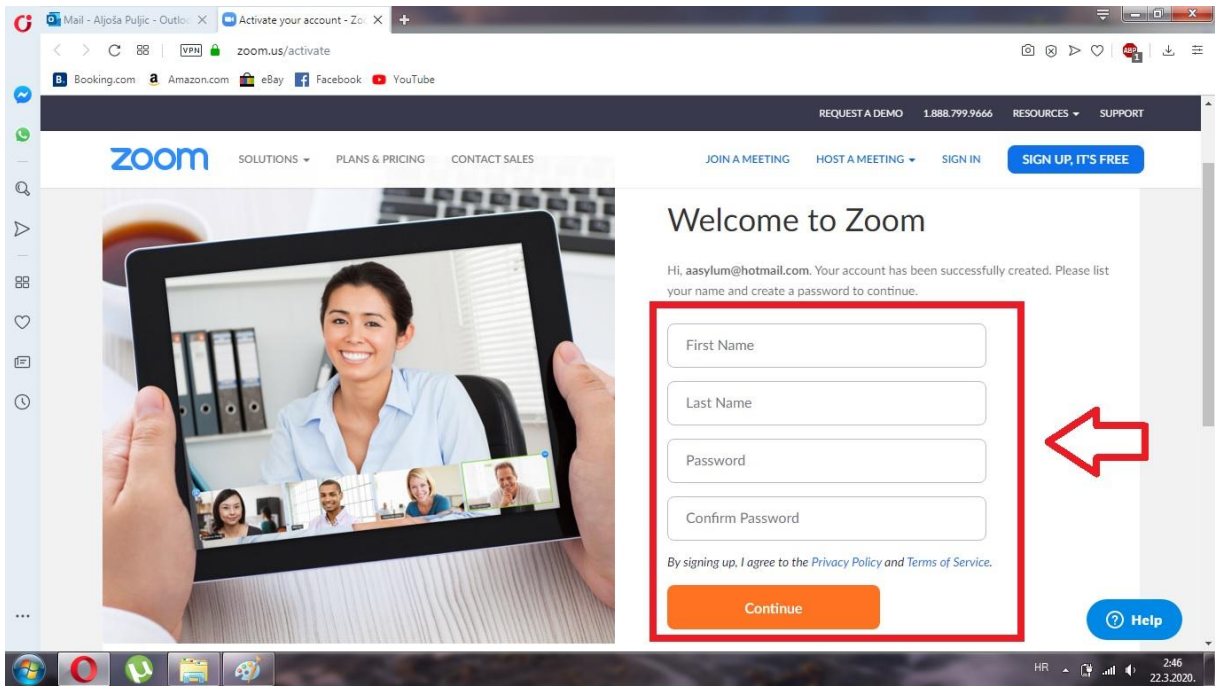 Mail - Aljoša Puljic - Outloo
Activate your account - Zo
VPN
zoom.us/activate
ABP
1
B. Booking.com
a Amazon.com
eBay
Facebook
YouTube
REQUEST A DEMO 1.888.799.9666 RESOURCES SUPPORT
zoom
SOLUTIONS PLANS & PRICING CONTACT SALES
JOIN A MEETING HOST A MEETING SIGN IN SIGN UP, IT'S FREE
Welcome to Zoom
Hi, aasylum@hotmail.com. Your account has been successfully created. Please list
your name and create a password to continue.
First Name
Last Name
Password
Confirm Password
By signing up, I agree to the Privacy Policy and Terms of Service.
Continue
Help
HR
2:46
22.3.2020.